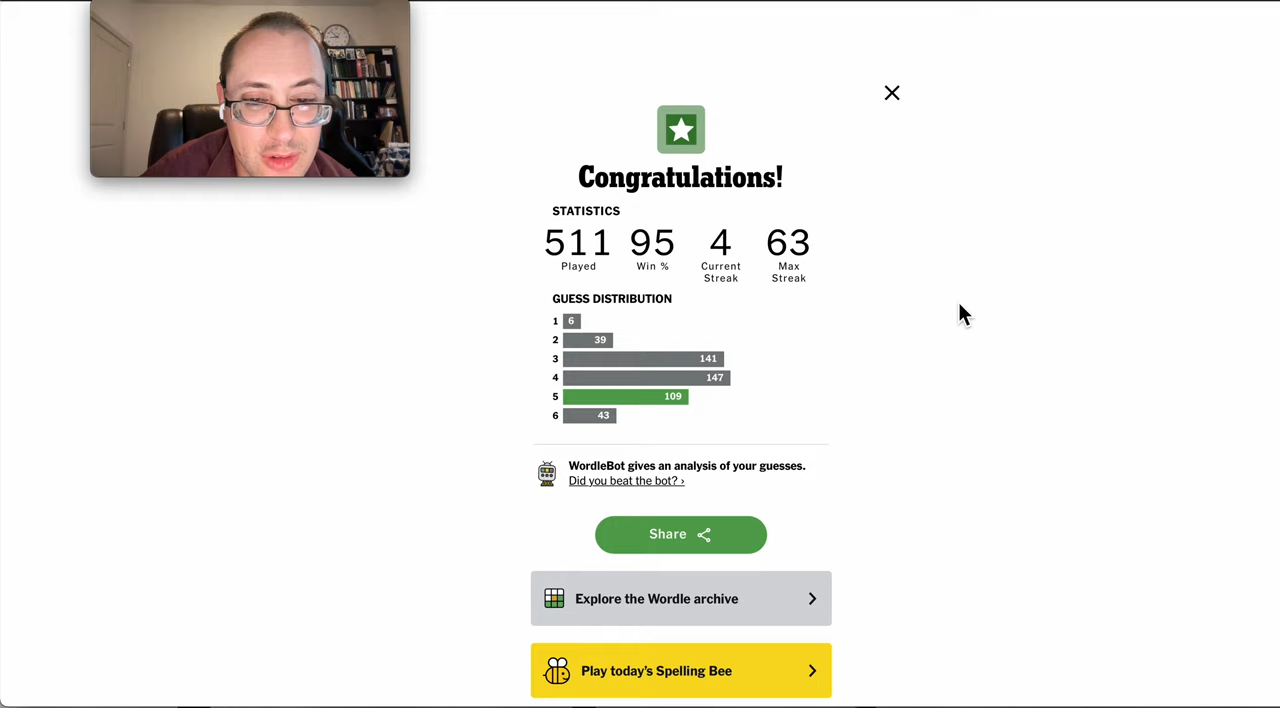 Congratulations!
STATISTICS
511 95 4 63
Played Win % Current Streak Max Streak
GUESS DISTRIBUTION
1 6
2 39
3 141
4 147
5 109
6 43
WordleBot gives an analysis of your guesses.
Did you beat the bot? ›
Share
Explore the Wordle archive
Play today's Spelling Bee